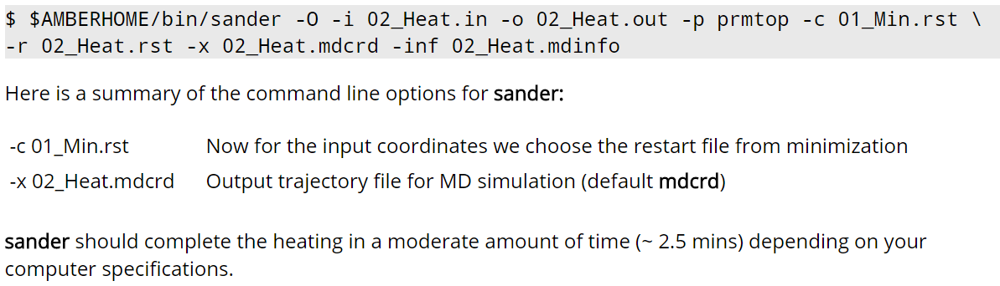 $ $AMBERHOME/bin/sander -O -i 02_Heat.in -o 02_Heat.out -p prmtop -c 01_Min.rst \
-r 02_Heat.rst -x 02_Heat.mdcrd -inf 02_Heat.mdinfo
Here is a summary of the command line options for sander:
-c 01_Min.rst Now for the input coordinates we choose the restart file from minimization
-x 02_Heat.mdcrd Output trajectory file for MD simulation (default mdcrd)
sander should complete the heating in a moderate amount of time (~ 2.5 mins) depending on your
computer specifications.